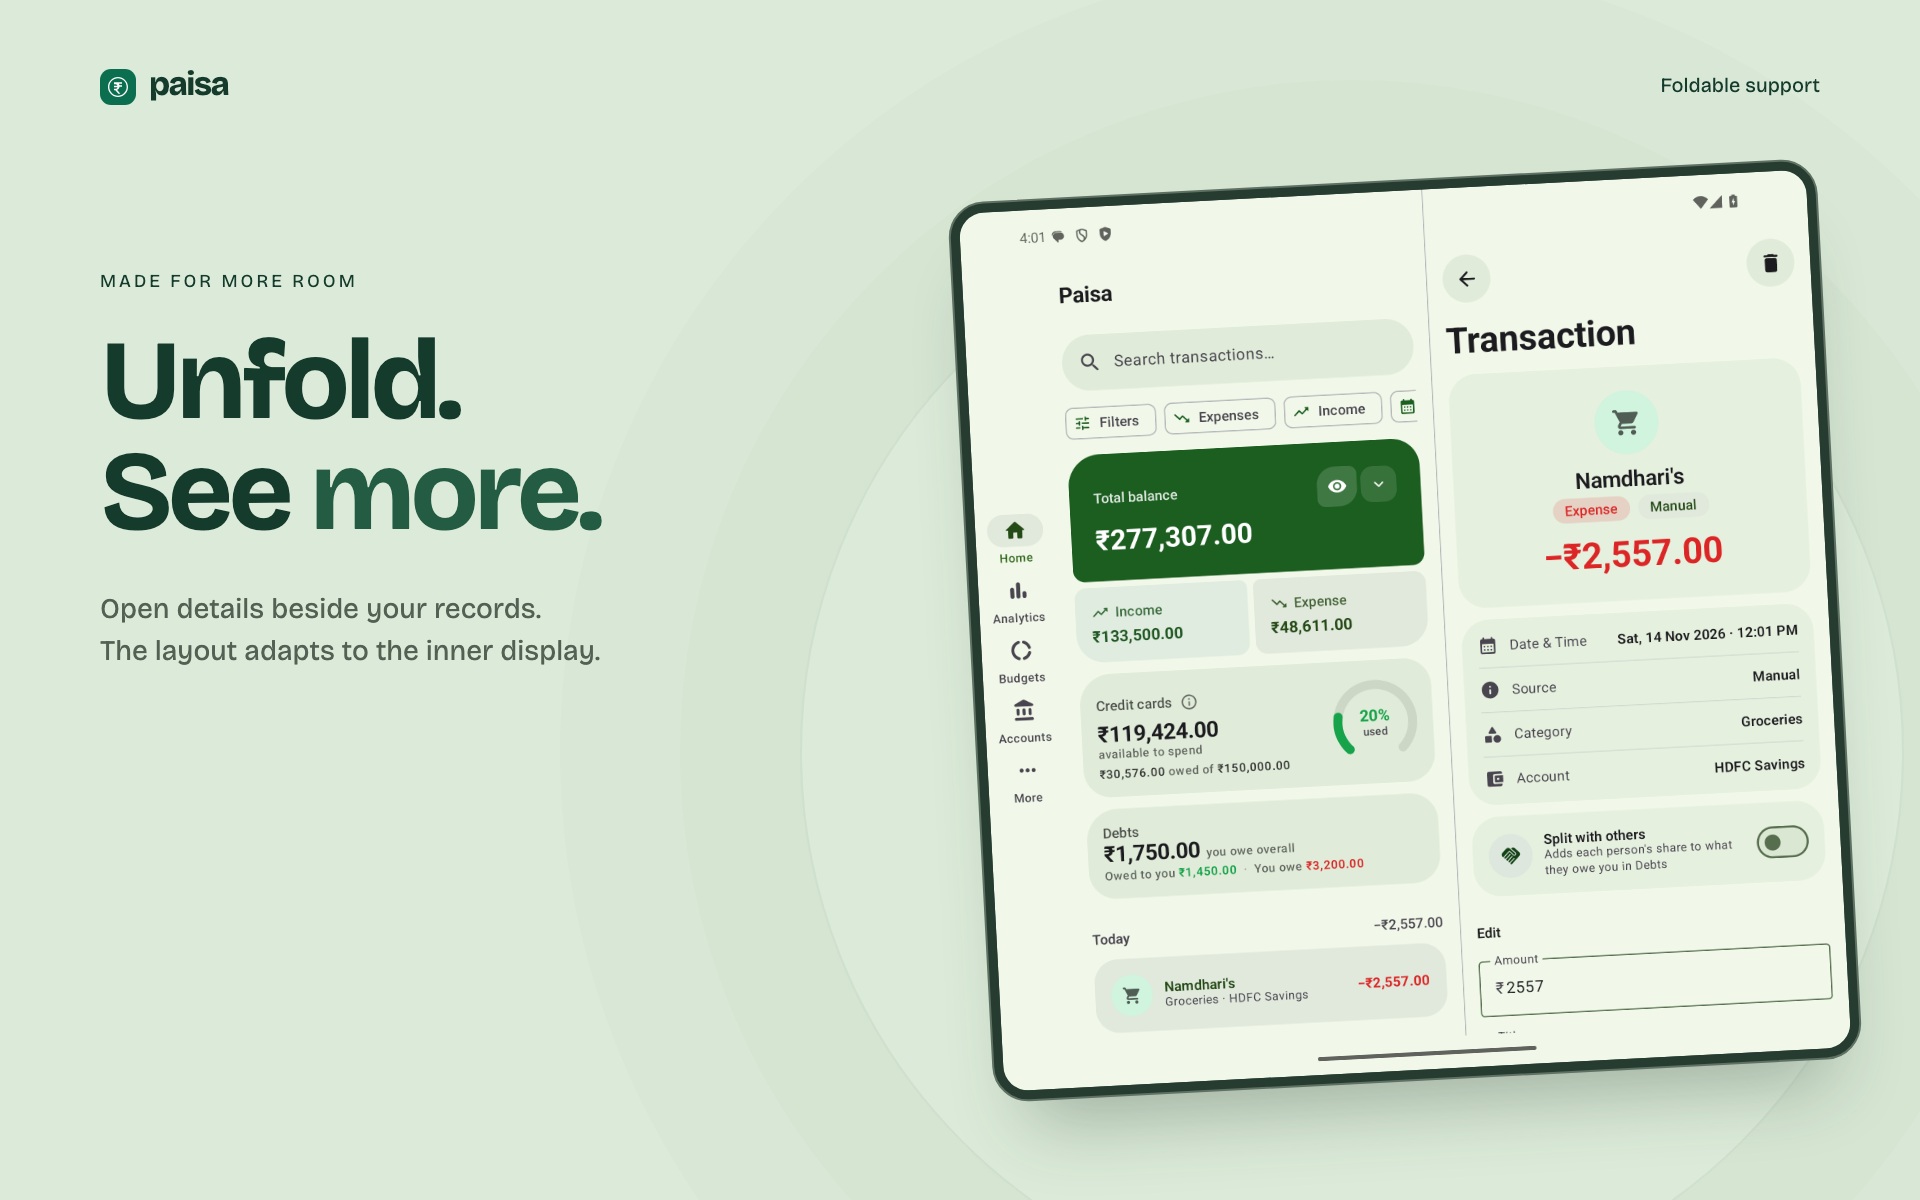 paisa
Foldable support
MADE FOR MORE ROOM
Unfold.
See more.
Open details beside your records.
The layout adapts to the inner display.
4:01
Paisa
Search transactions…
Filters
Expenses
Income
Total balance
₹277,307.00
Income
₹133,500.00
Expense
₹48,611.00
Home
Analytics
Budgets
Accounts
More
Credit cards
₹119,424.00
available to spend
₹30,576.00 owed of ₹150,000.00
20%
used
Debts
₹1,750.00 you owe overall
Owed to you ₹1,450.00 · You owe ₹3,200.00
Today
−₹2,557.00
Namdhari's
Groceries · HDFC Savings
−₹2,557.00
Transaction
Namdhari's
Expense
Manual
−₹2,557.00
Date & Time
Sat, 14 Nov 2026 · 12:01 PM
Source
Manual
Category
Groceries
Account
HDFC Savings
Split with others
Adds each person's share to what
they owe you in Debts
Edit
Amount
₹2557